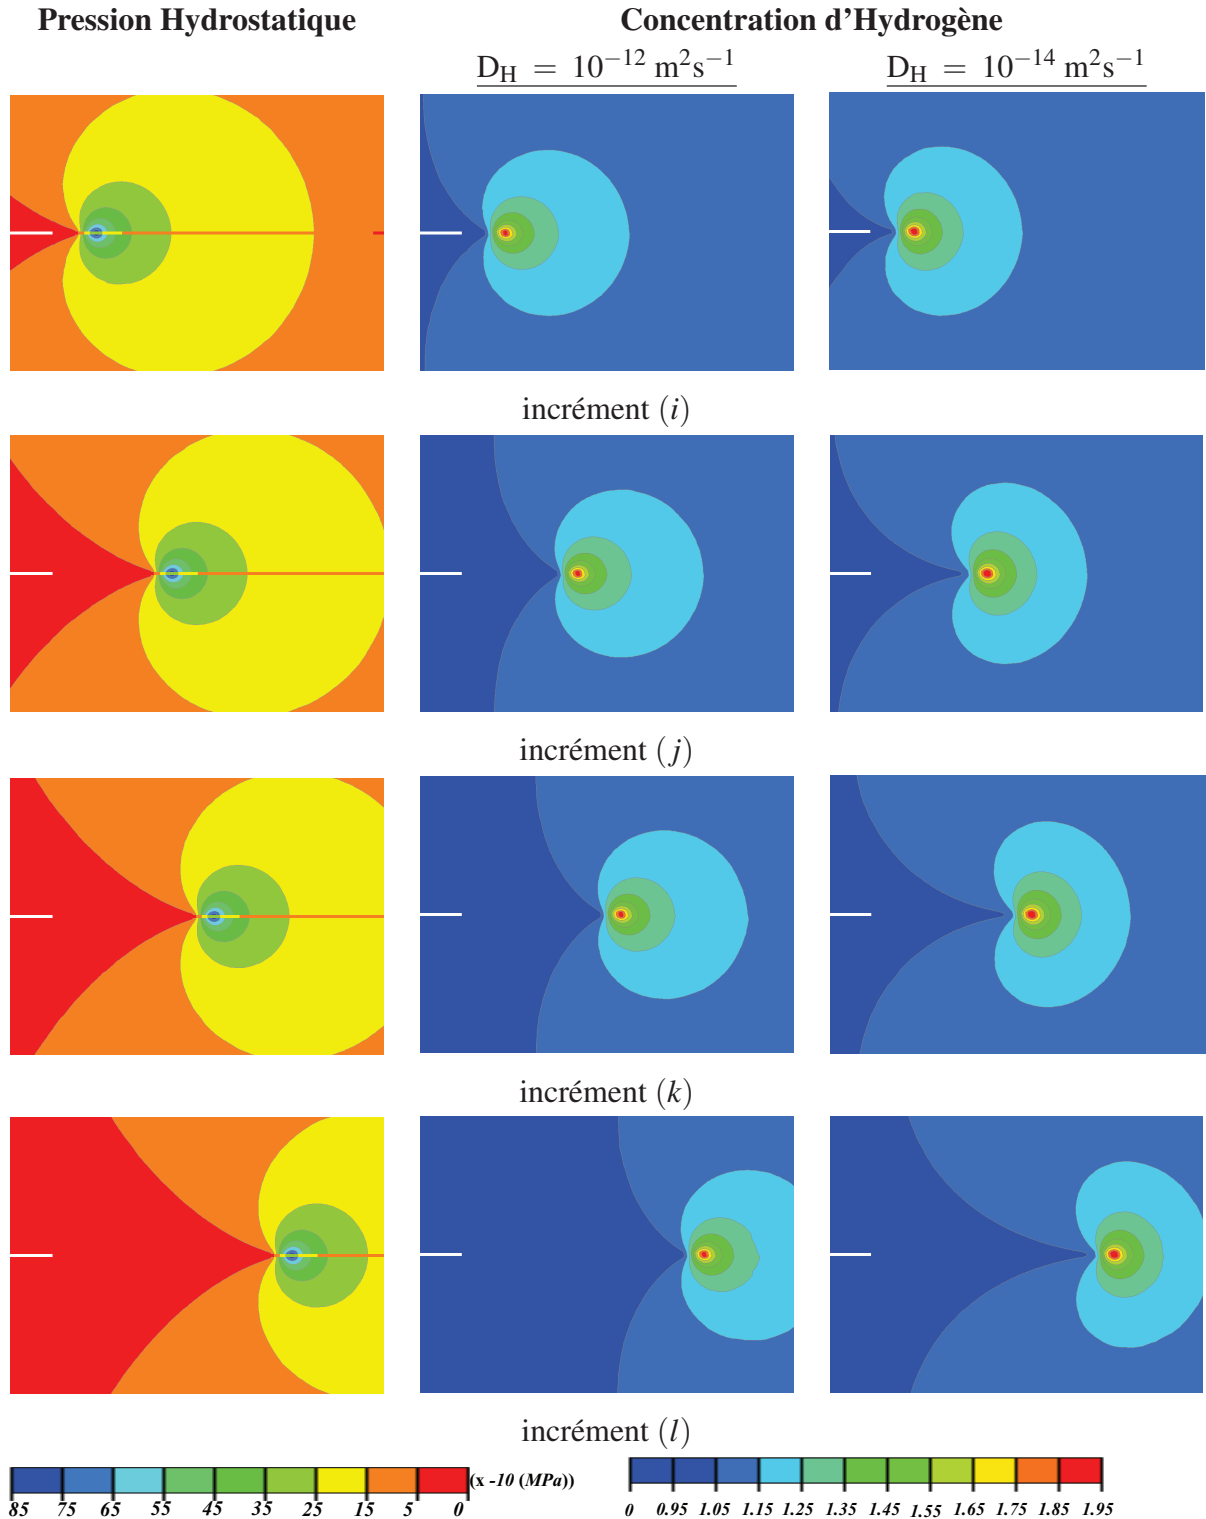 Pression Hydrostatique
Concentration d’Hydrogène
D_H = 10⁻¹² m²s⁻¹
D_H = 10⁻¹⁴ m²s⁻¹
incrément (i)
incrément (j)
incrément (k)
incrément (l)
85 75 65 55 45 35 25 15 5 0 (x -10 (MPa))
0 0.95 1.05 1.15 1.25 1.35 1.45 1.55 1.65 1.75 1.85 1.95